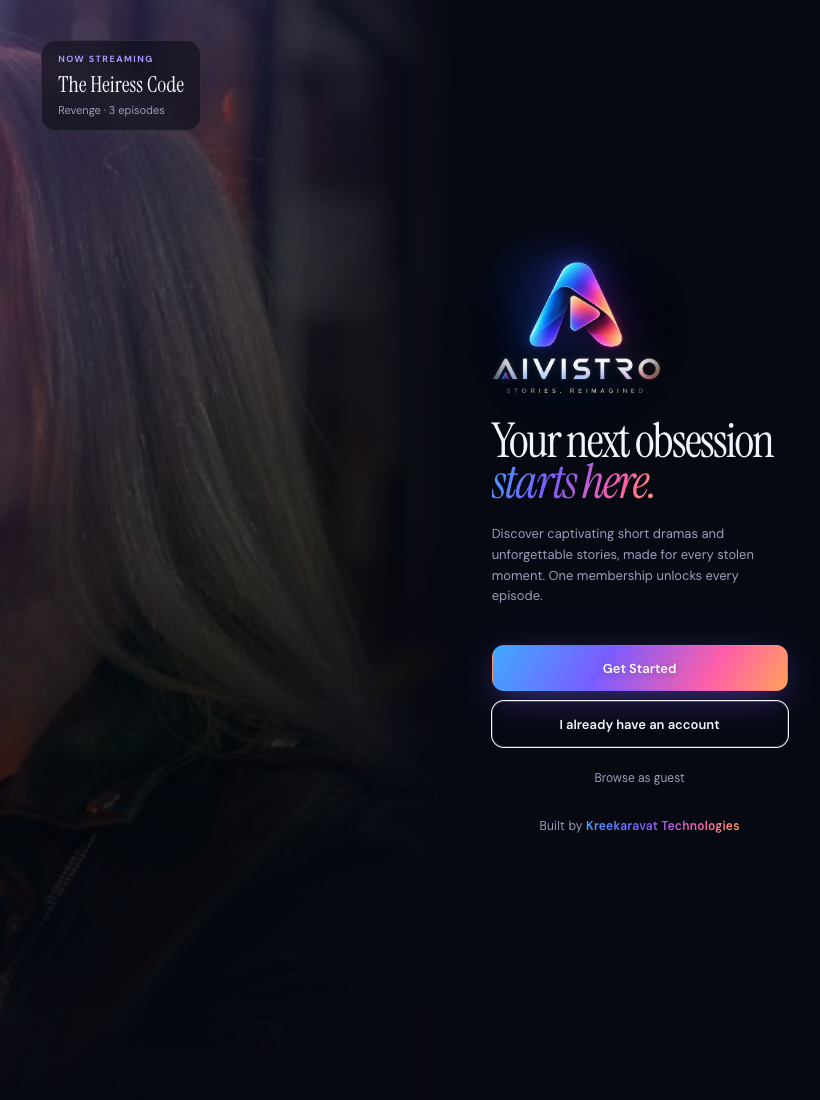 NOW STREAMING
The Heiress Code
Revenge · 3 episodes
AIVISTRO
STORIES. REIMAGINED.
Your next obsession
starts here.
Discover captivating short dramas and
unforgettable stories, made for every stolen
moment. One membership unlocks every
episode.
Get Started
I already have an account
Browse as guest
Built by Kreekaravat Technologies